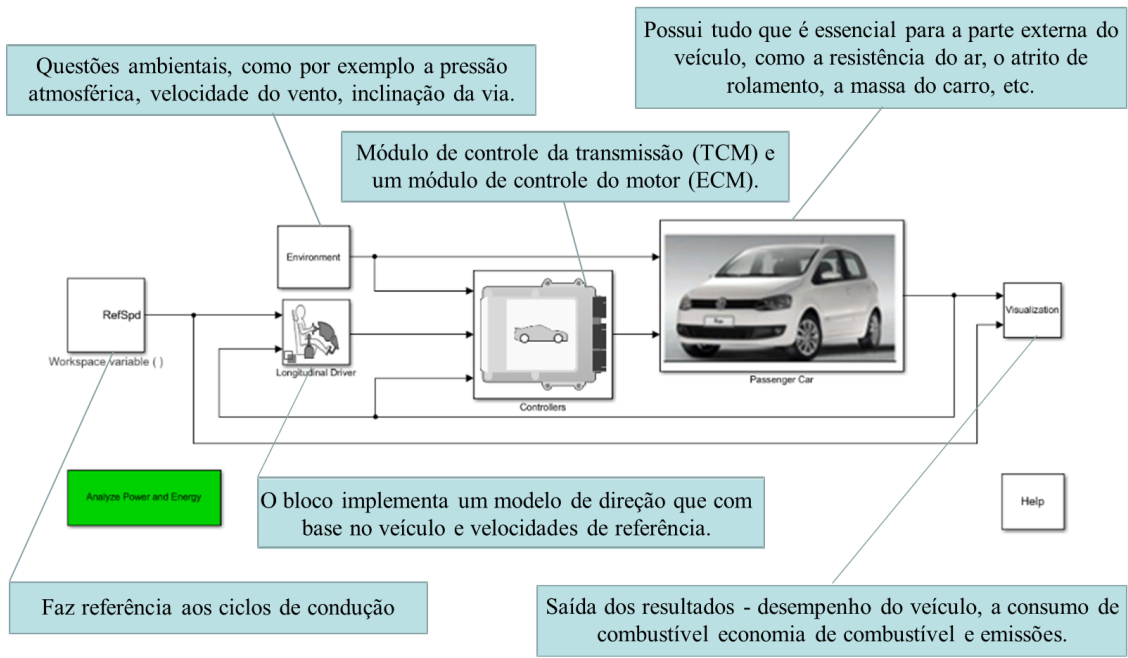 Possui tudo que é essencial para a parte externa do
veículo, como a resistência do ar, o atrito de
rolamento, a massa do carro, etc.
Questões ambientais, como por exemplo a pressão
atmosférica, velocidade do vento, inclinação da via.
Módulo de controle da transmissão (TCM) e
um módulo de controle do motor (ECM).
Environment
RefSpd
Workspace variable ( )
Longitudinal Driver
Controllers
Passenger Car
Visualization
Analyze Power and Energy
Help
O bloco implementa um modelo de direção que com
base no veículo e velocidades de referência.
Faz referência aos ciclos de condução
Saída dos resultados - desempenho do veículo, a consumo de
combustível economia de combustível e emissões.